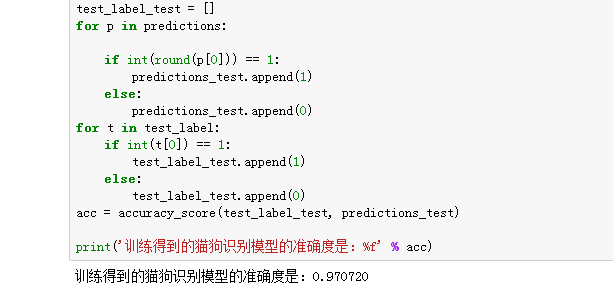 test_label_test = []
for p in predictions:
if int(round(p[0])) == 1:
predictions_test.append(1)
else:
predictions_test.append(0)
for t in test_label:
if int(t[0]) == 1:
test_label_test.append(1)
else:
test_label_test.append(0)
acc = accuracy_score(test_label_test, predictions_test)
print('训练得到的猫狗识别模型的准确度是：%f' % acc)
训练得到的猫狗识别模型的准确度是：0.970720